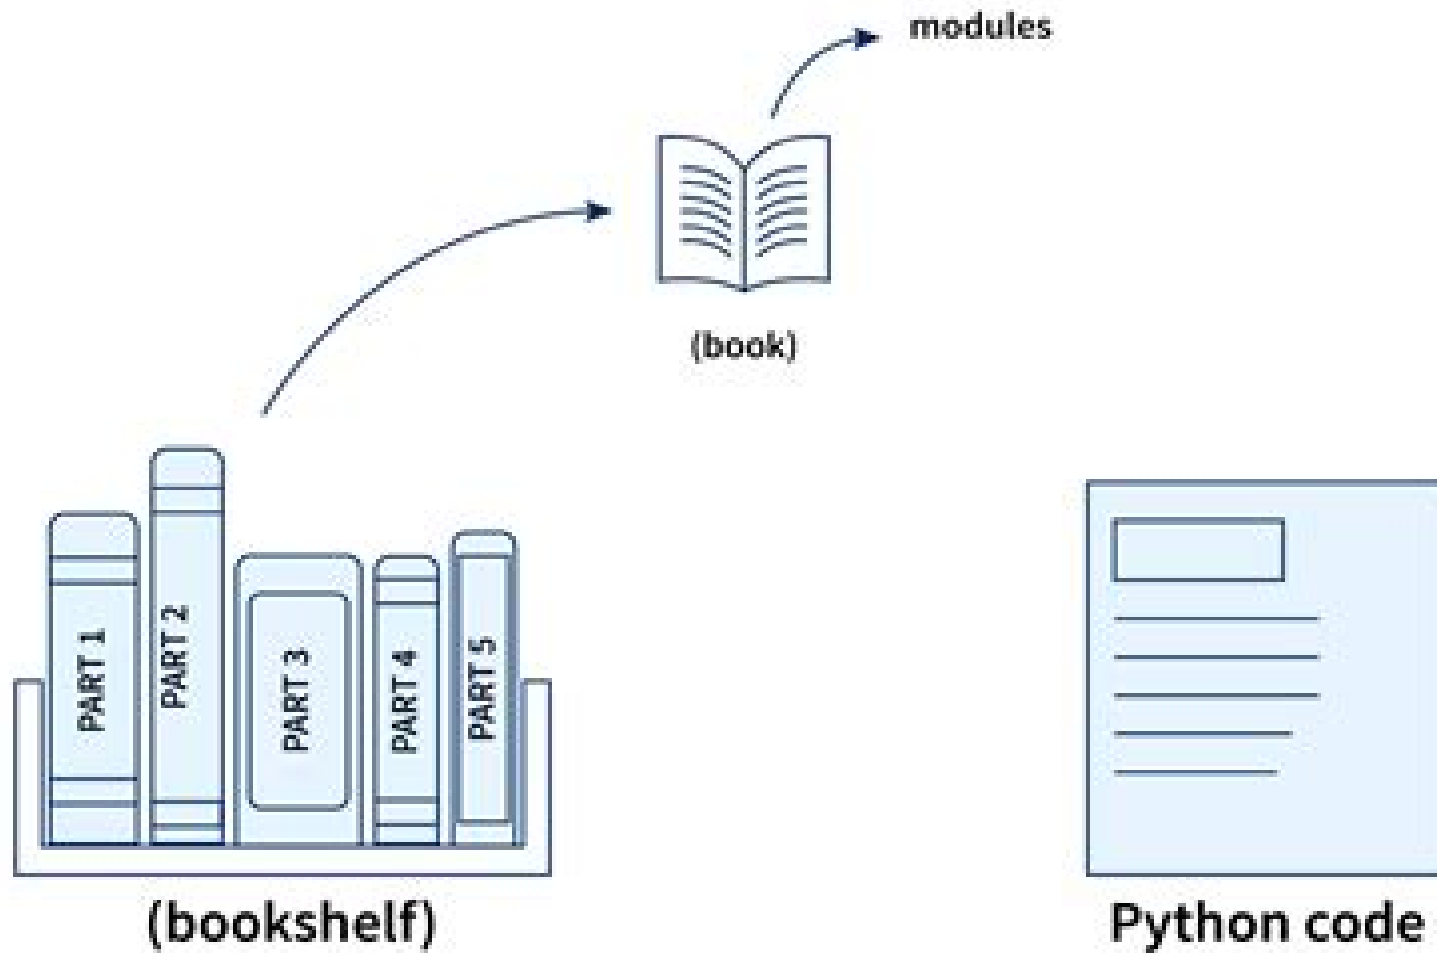 modules
(book)
PART 1
PART 2
PART 3
PART 4
PART 5
(bookshelf)
Python code